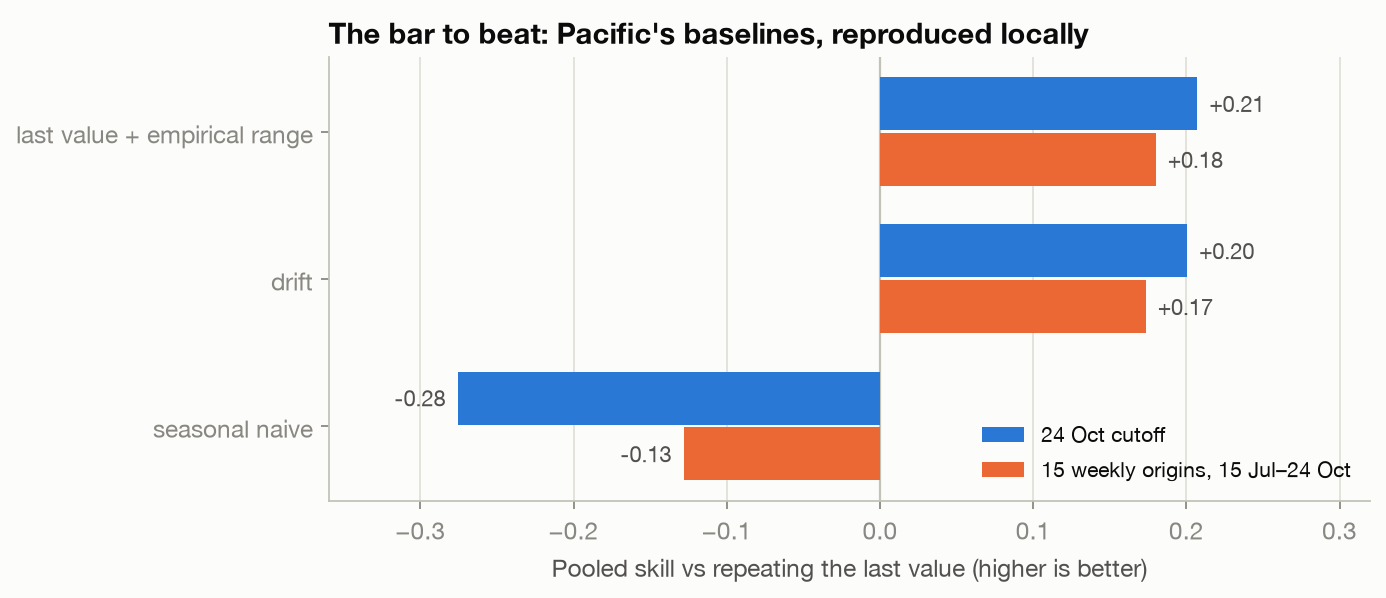 The bar to beat: Pacific's baselines, reproduced locally
last value + empirical range
+0.21
+0.18
drift
+0.20
+0.17
seasonal naive
-0.28
-0.13
24 Oct cutoff
15 weekly origins, 15 Jul–24 Oct
−0.3 −0.2 −0.1 0.0 0.1 0.2 0.3
Pooled skill vs repeating the last value (higher is better)